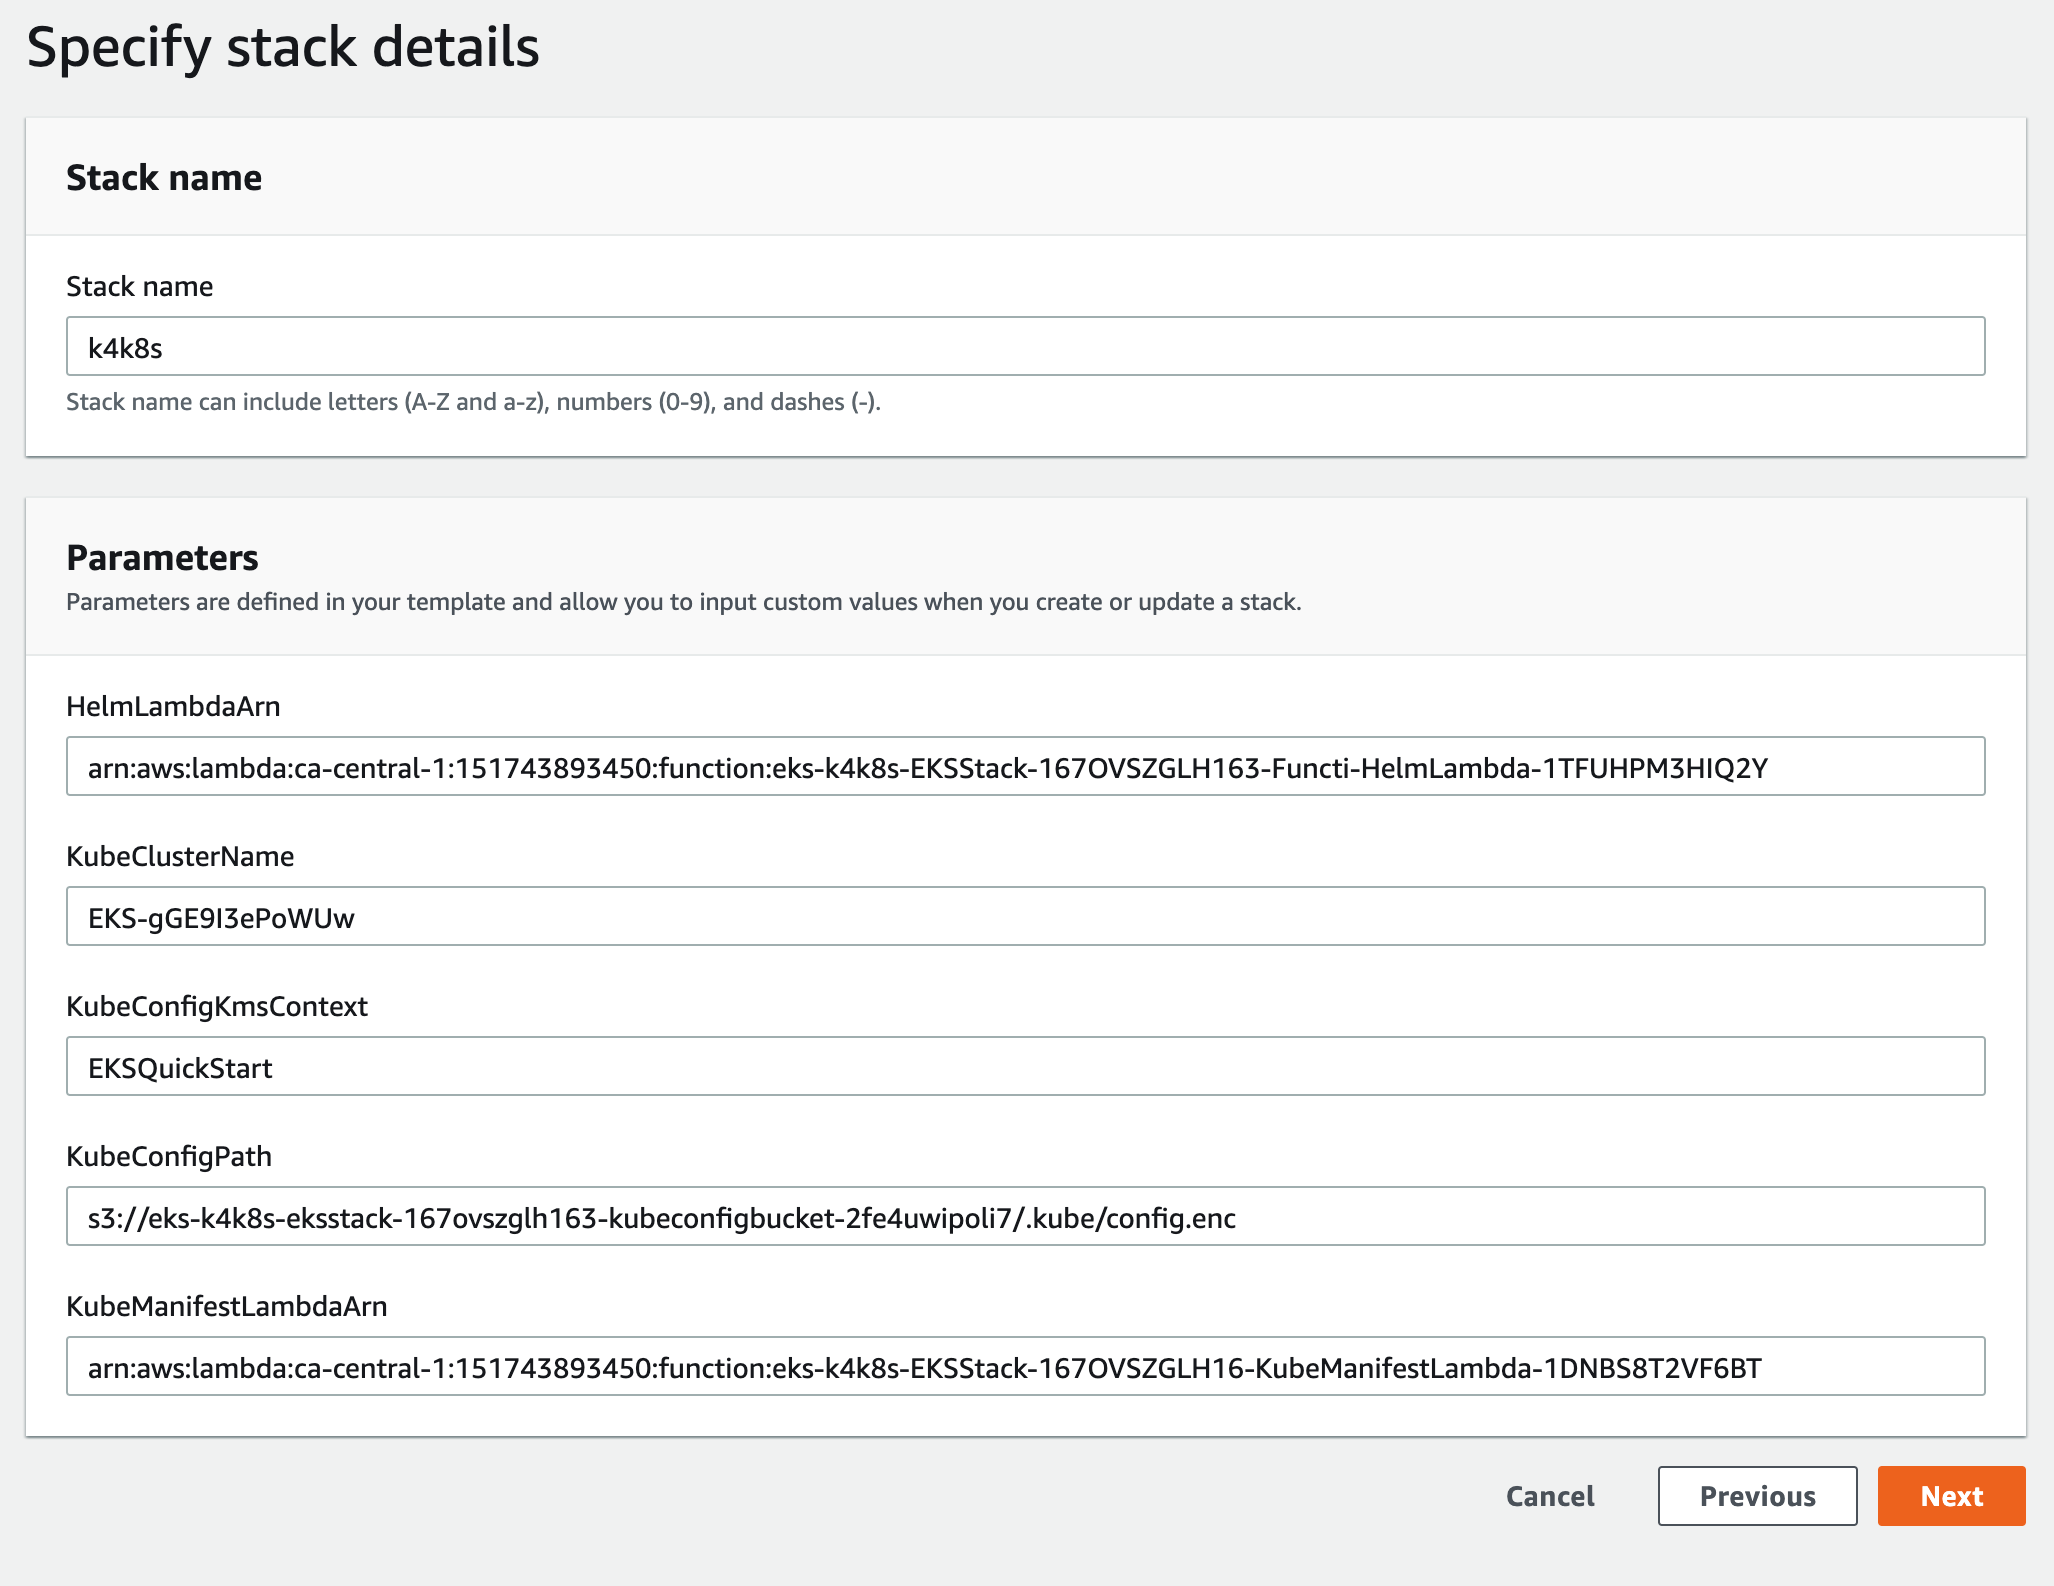 Specify stack details
Stack name
Stack name
k4k8s
Stack name can include letters (A-Z and a-z), numbers (0-9), and dashes (-).
Parameters
Parameters are defined in your template and allow you to input custom values when you create or update a stack.
HelmLambdaArn
arn:aws:lambda:ca-central-1:151743893450:function:eks-k4k8s-EKSStack-167OVSZGLH163-Functi-HelmLambda-1TFUHPM3HIQ2Y
KubeClusterName
EKS-gGE9I3ePoWUw
KubeConfigKmsContext
EKSQuickStart
KubeConfigPath
s3://eks-k4k8s-eksstack-167ovszglh163-kubeconfigbucket-2fe4uwipoli7/.kube/config.enc
KubeManifestLambdaArn
arn:aws:lambda:ca-central-1:151743893450:function:eks-k4k8s-EKSStack-167OVSZGLH16-KubeManifestLambda-1DNBS8T2VF6BT
Cancel Previous Next